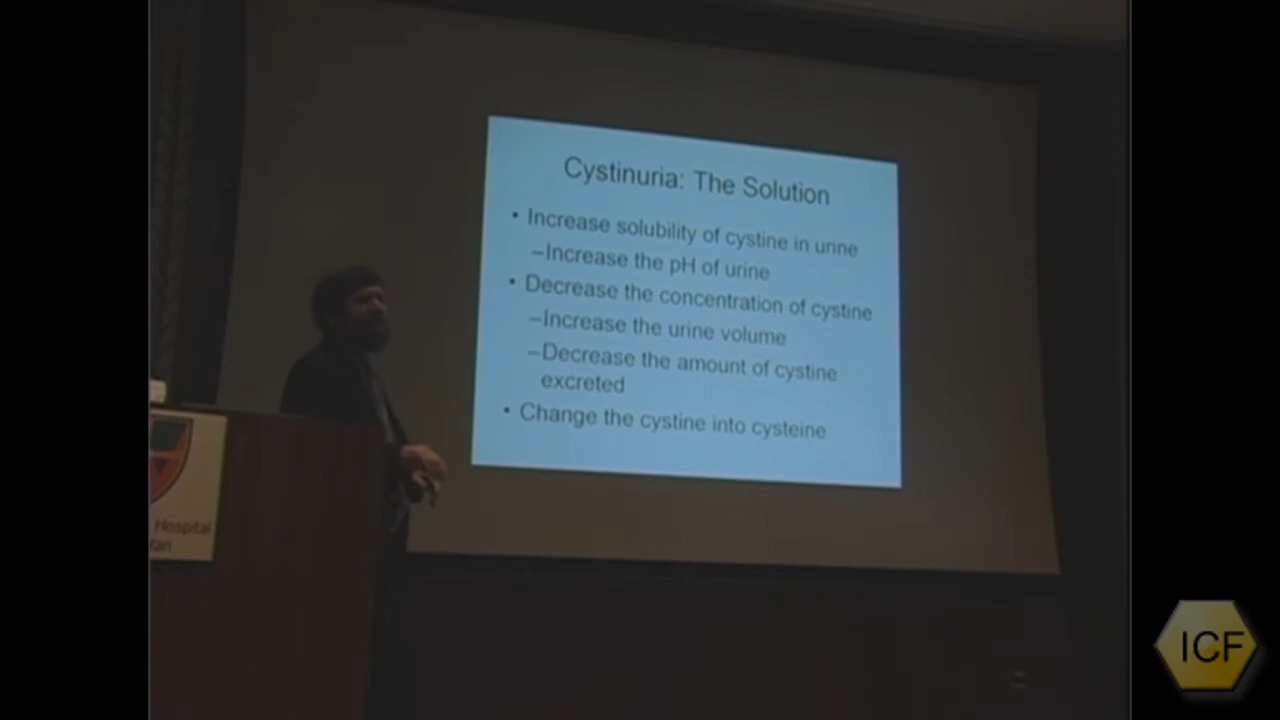 Cystinuria: The Solution
• Increase solubility of cystine in urine
–Increase the pH of urine
• Decrease the concentration of cystine
–Increase the urine volume
–Decrease the amount of cystine
excreted
• Change the cystine into cysteine
Hospital
ICF